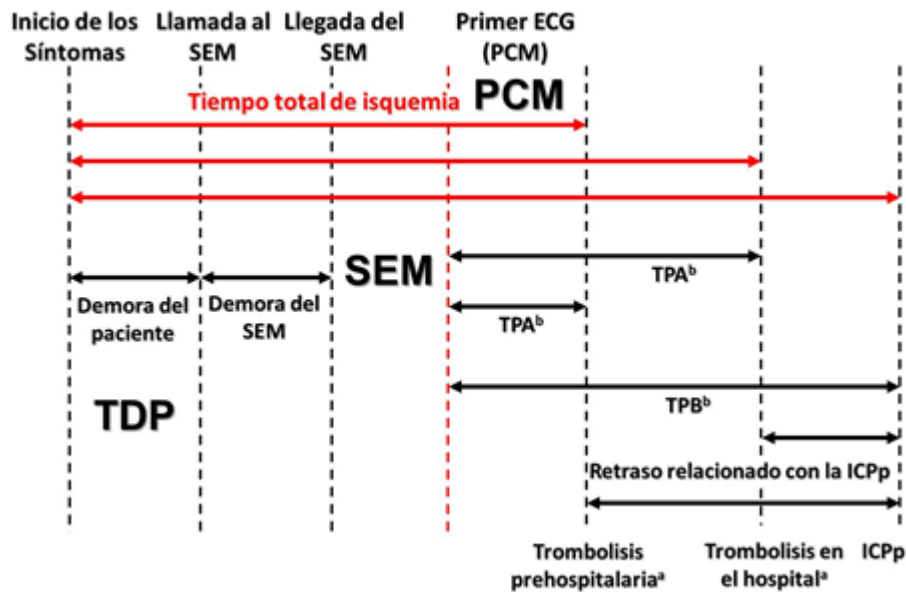 Inicio de los
Síntomas
Llamada al
SEM
Llegada del
SEM
Primer ECG
(PCM)
Tiempo total de isquemia
PCM
SEM
TPAᵇ
Demora del
paciente
Demora del
SEM
TPAᵇ
TDP
TPBᵇ
Retraso relacionado con la ICPp
Trombolisis
prehospitalariaᵃ
Trombolisis en
el hospitalᵃ
ICPp